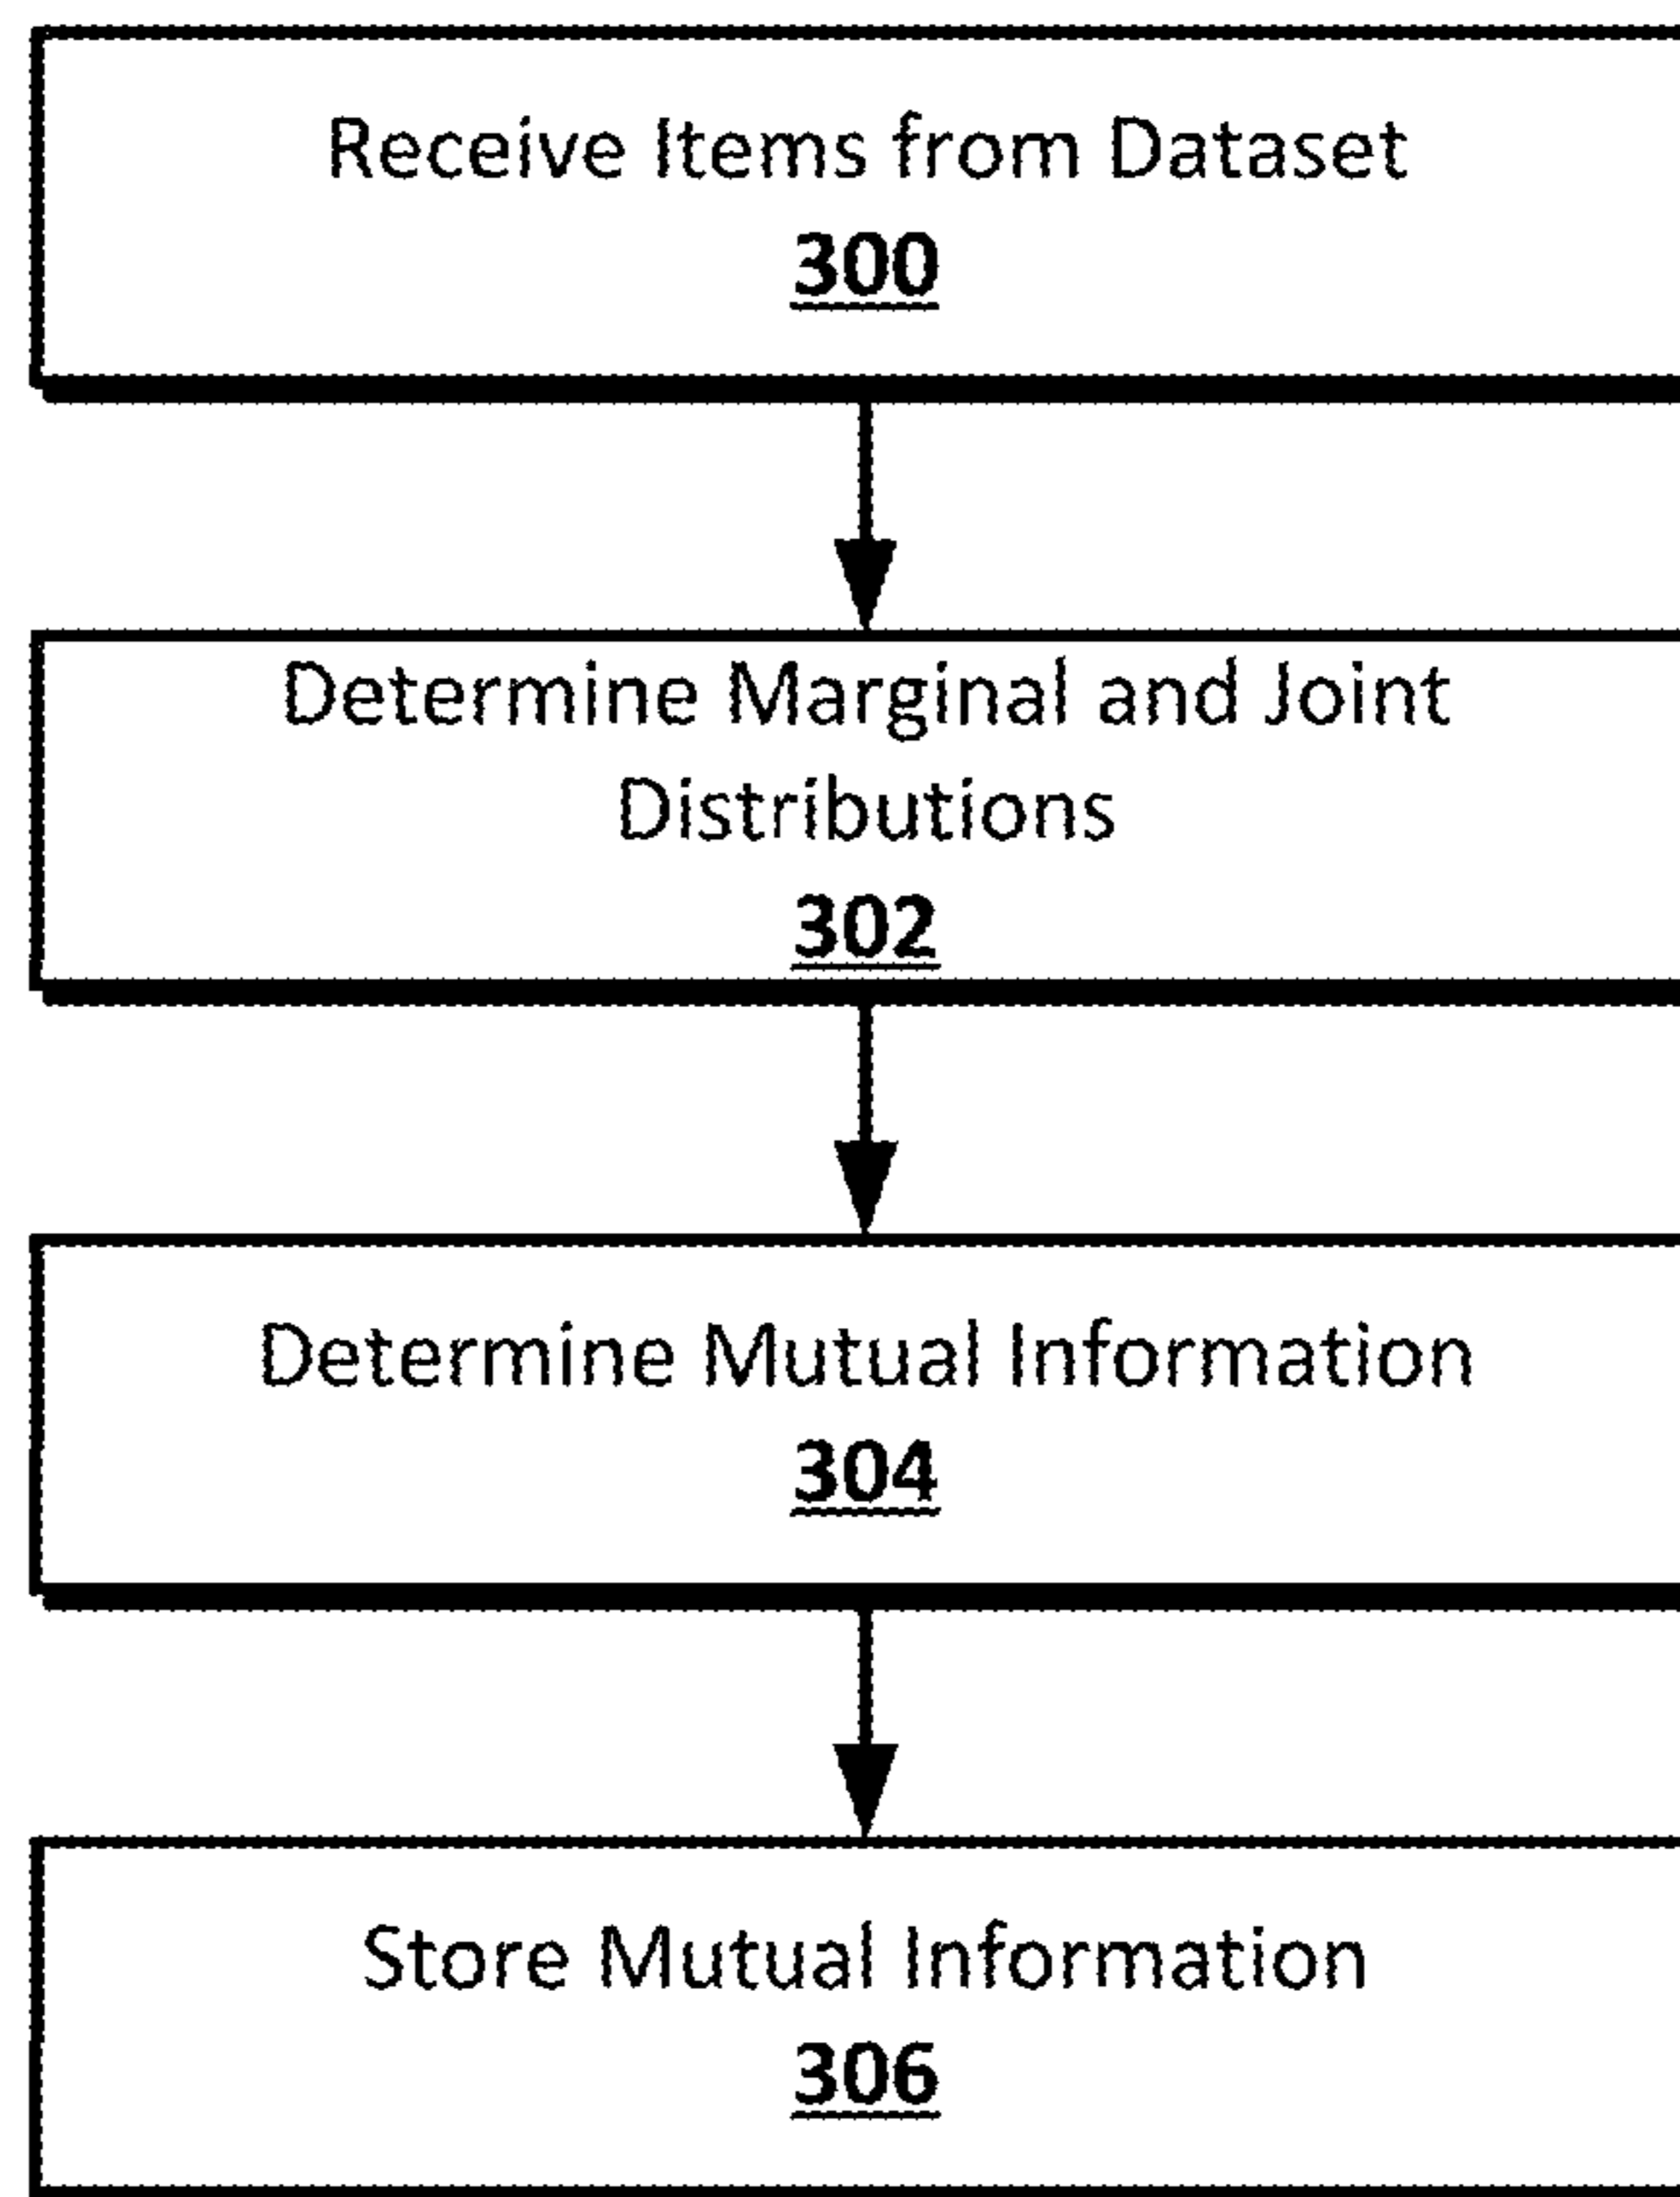 Receive Items from Dataset
300
Determine Marginal and Joint
Distributions
302
Determine Mutual Information
304
Store Mutual Information
306